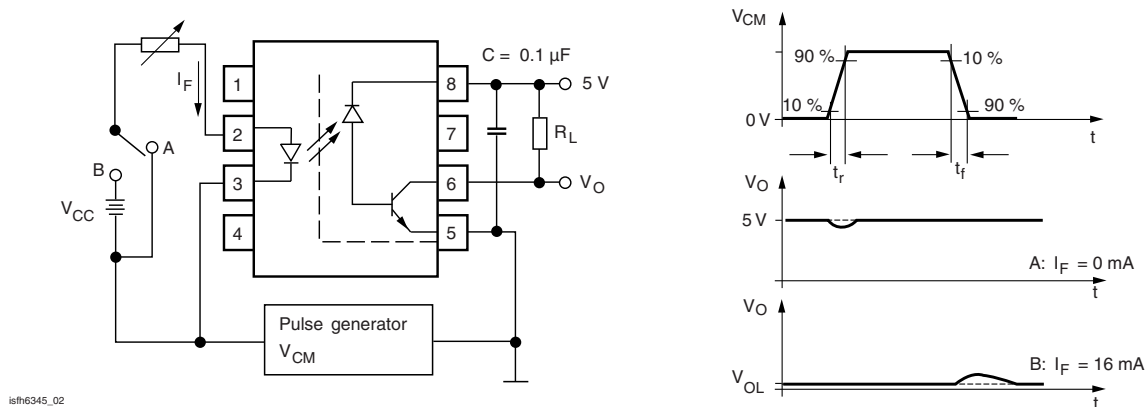 C = 0.1 μF
I_F
1
2
3
4
8
7
6
5
5 V
R_L
V_O
A
B
V_CC
Pulse generator
V_CM
isfh6345_02
V_CM
90 %
10 %
10 %
90 %
0 V
t
t_r
t_f
V_O
5 V
A: I_F = 0 mA
t
V_O
V_OL
B: I_F = 16 mA
t